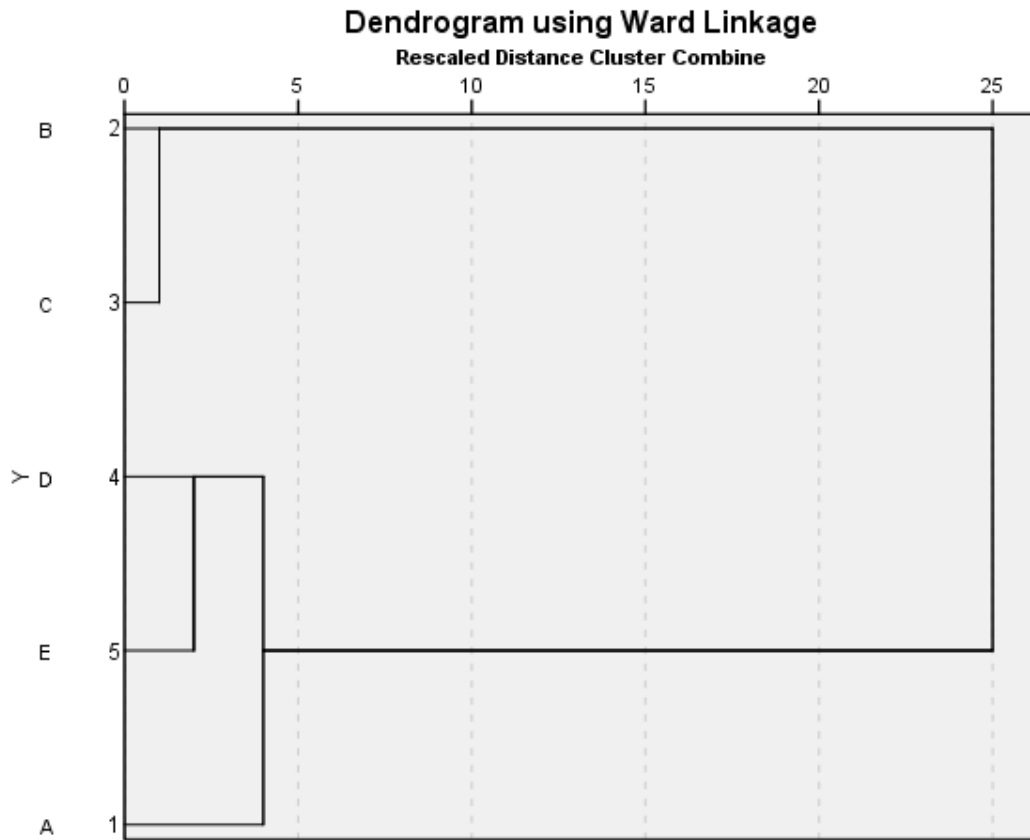 Dendrogram using Ward Linkage
Rescaled Distance Cluster Combine
0 5 10 15 20 25
B 2
C 3
Y
D 4
E 5
A 1